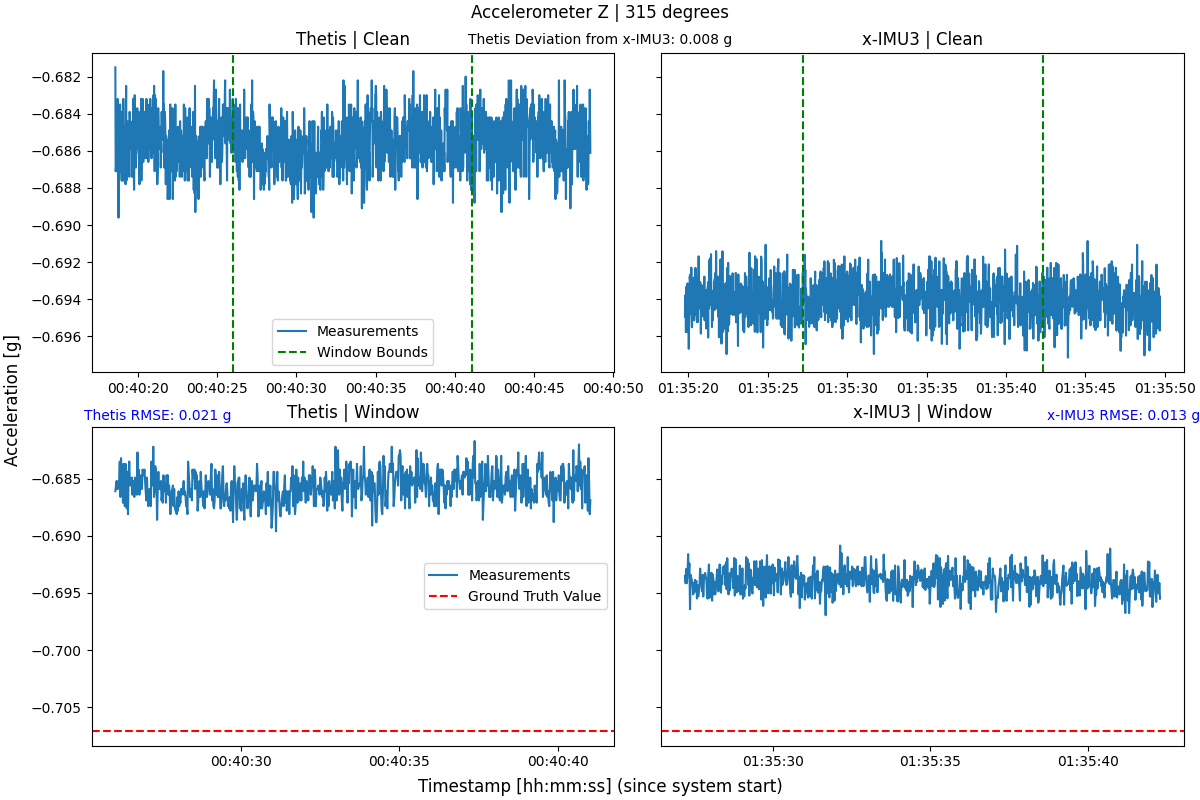 Accelerometer Z | 315 degrees
Thetis | Clean
Thetis Deviation from x-IMU3: 0.008 g
x-IMU3 | Clean
−0.682
−0.684
−0.686
−0.688
−0.690
−0.692
−0.694
−0.696
Measurements
Window Bounds
00:40:20 00:40:25 00:40:30 00:40:35 00:40:40 00:40:45 00:40:50
01:35:20 01:35:25 01:35:30 01:35:35 01:35:40 01:35:45 01:35:50
Acceleration [g]
Thetis RMSE: 0.021 g
Thetis | Window
x-IMU3 | Window
x-IMU3 RMSE: 0.013 g
−0.685
−0.690
−0.695
−0.700
−0.705
Measurements
Ground Truth Value
00:40:30 00:40:35 00:40:40
01:35:30 01:35:35 01:35:40
Timestamp [hh:mm:ss] (since system start)